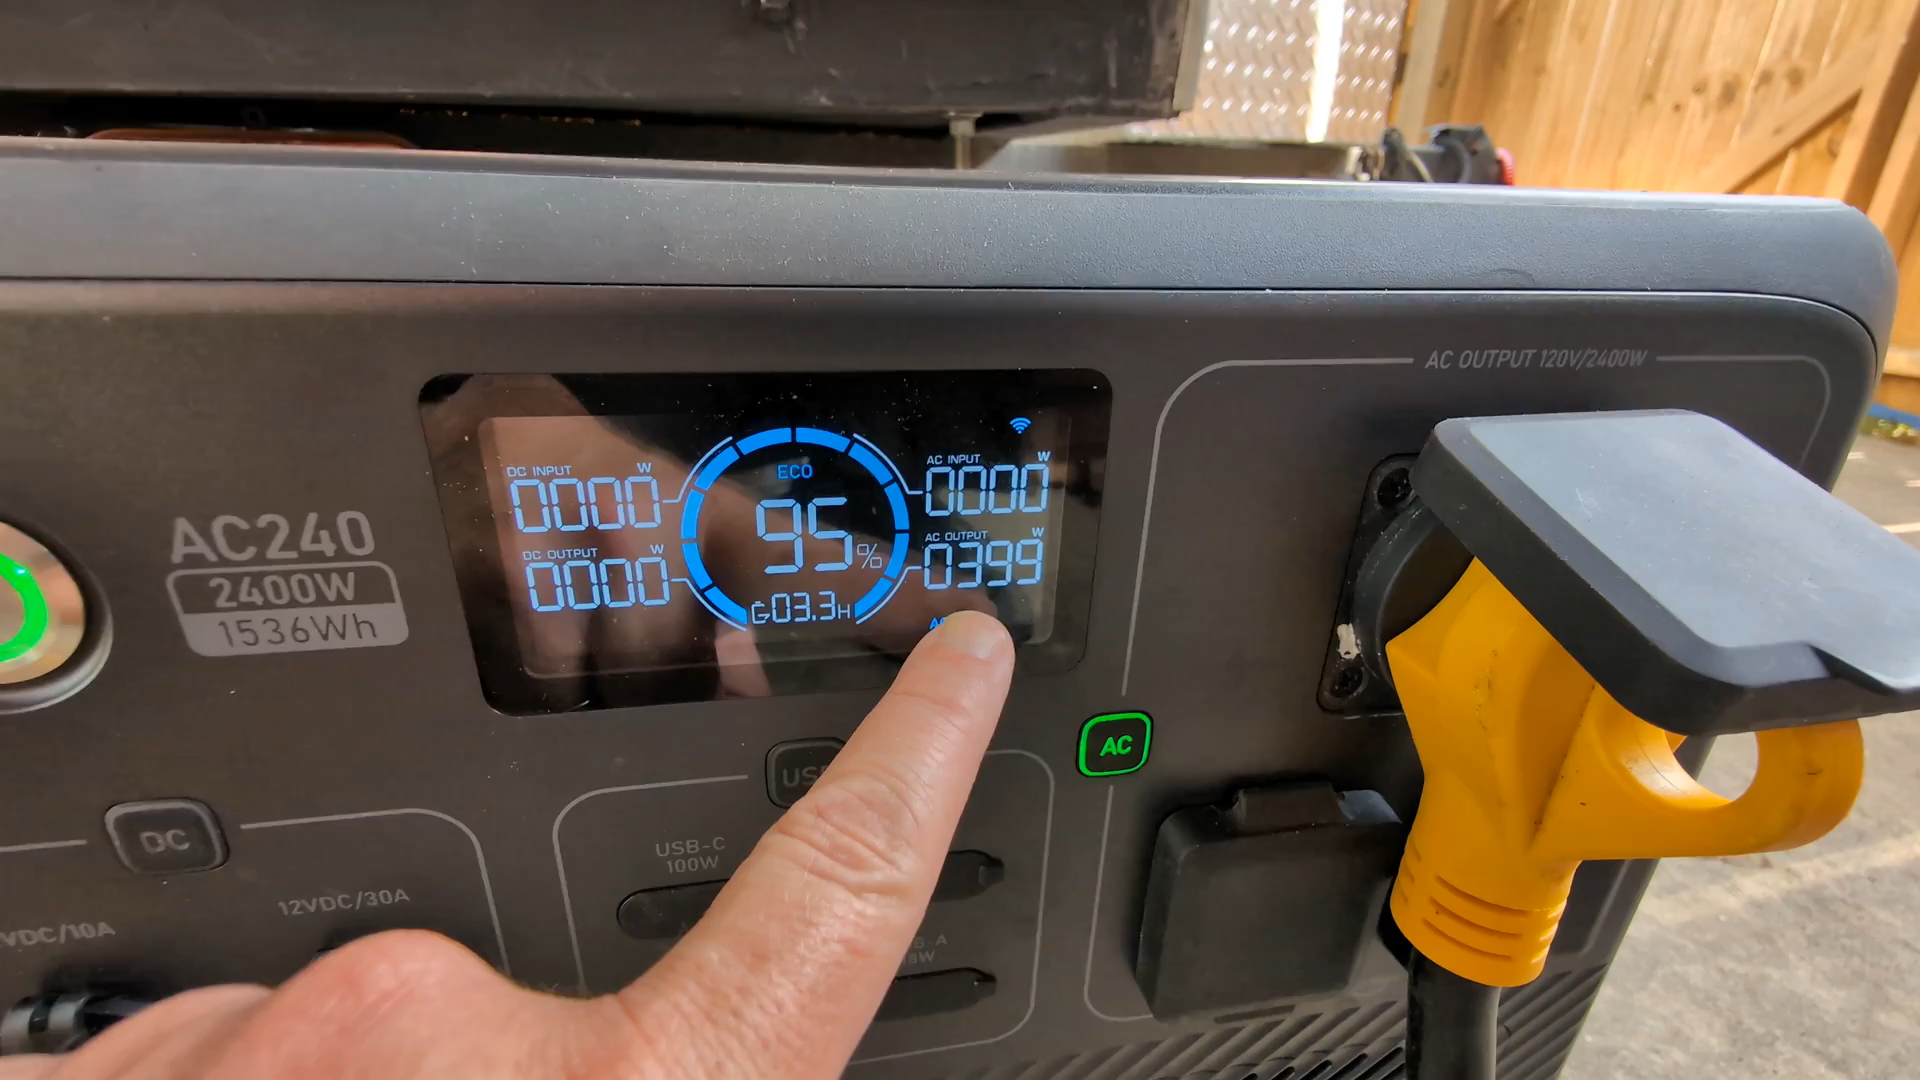 AC OUTPUT 120V/2400W
ECO
DC INPUT W
0000
AC INPUT W
0000
95%
DC OUTPUT W
0000
AC OUTPUT W
0399
03.3H
AC240
2400W
1536Wh
AC
DC
USB-C
100W
12VDC/30A
VDC/10A